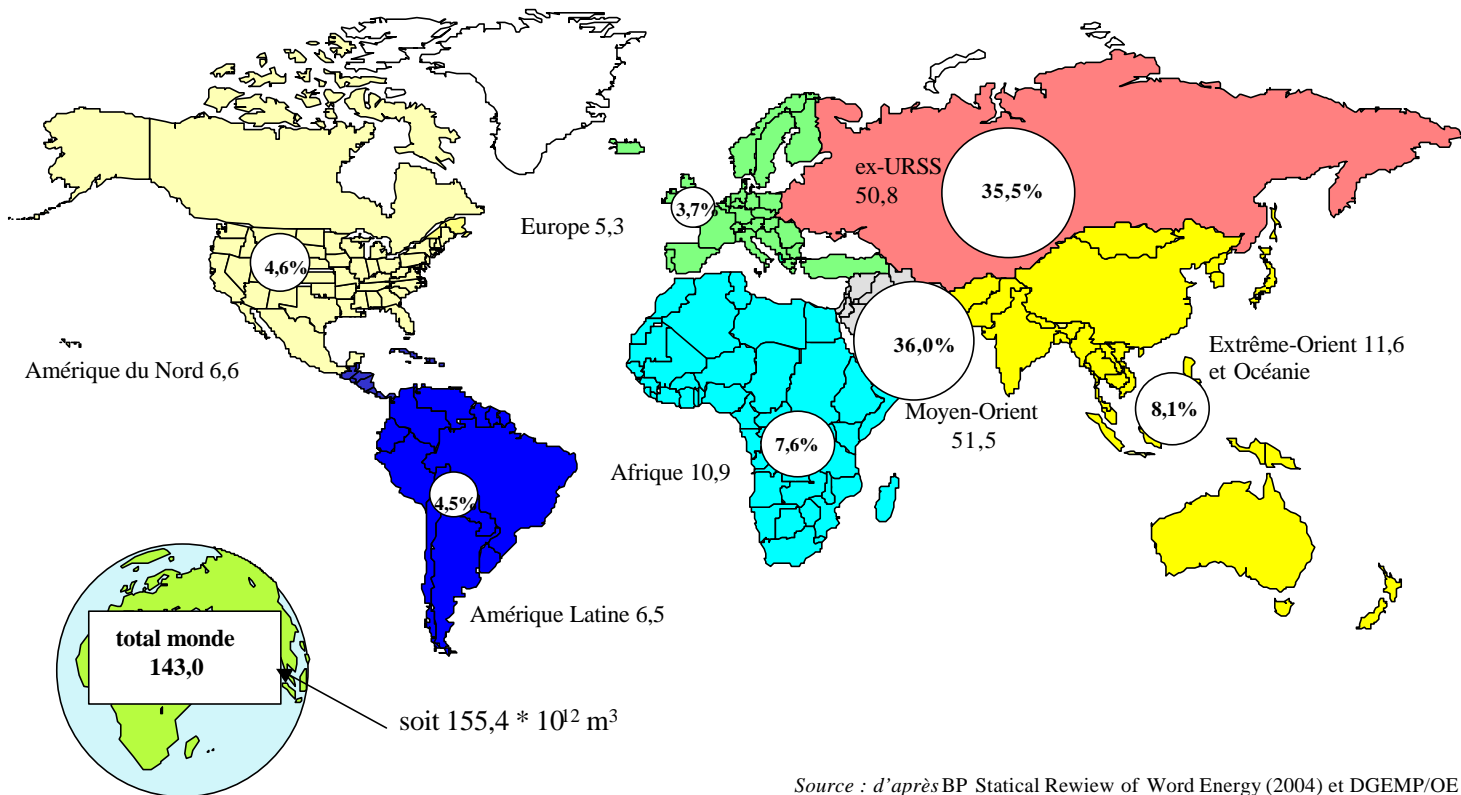 ex-URSS
50,8
35,5%
Europe 5,3
3,7%
4,6%
36,0%
Extrême-Orient 11,6
et Océanie
Amérique du Nord 6,6
8,1%
Moyen-Orient
51,5
7,6%
Afrique 10,9
4,5%
Amérique Latine 6,5
total monde
143,0
soit 155,4 * 10¹² m³
Source : d'après BP Statical Rewiew of Word Energy (2004) et DGEMP/OE